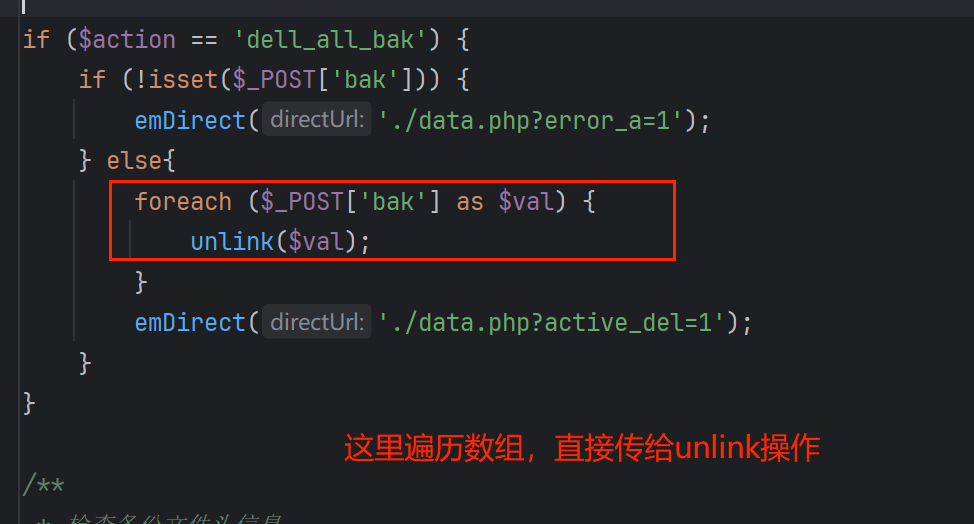 if ($action == 'dell_all_bak') {
    if (!isset($_POST['bak'])) {
        emDirect( directUrl: './data.php?error_a=1');
    } else{
        foreach ($_POST['bak'] as $val) {
            unlink($val);
        }
        emDirect( directUrl: './data.php?active_del=1');
    }
}
这里遍历数组，直接传给unlink操作
/**
 * 检查备份文件头信息